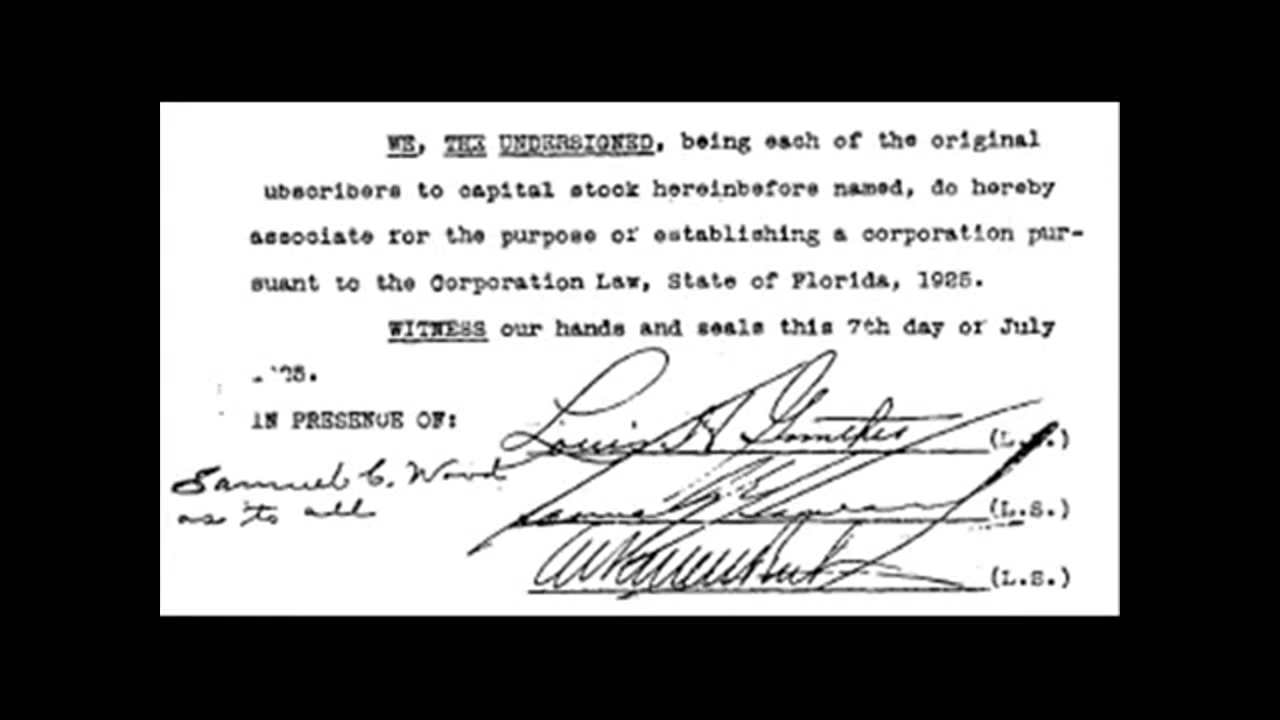 WE, THE UNDERSIGNED, being each of the original
ubscribers to capital stock hereinbefore named, do hereby
associate for the purpose of establishing a corporation pur-
suant to the Corporation Law, State of Florida, 1925.
WITNESS our hands and seals this 7th day of July
25.
IN PRESENCE OF:
Louis A (L.S.)
Samuel C. Ward
as to all
(L.S.)
(L.S.)